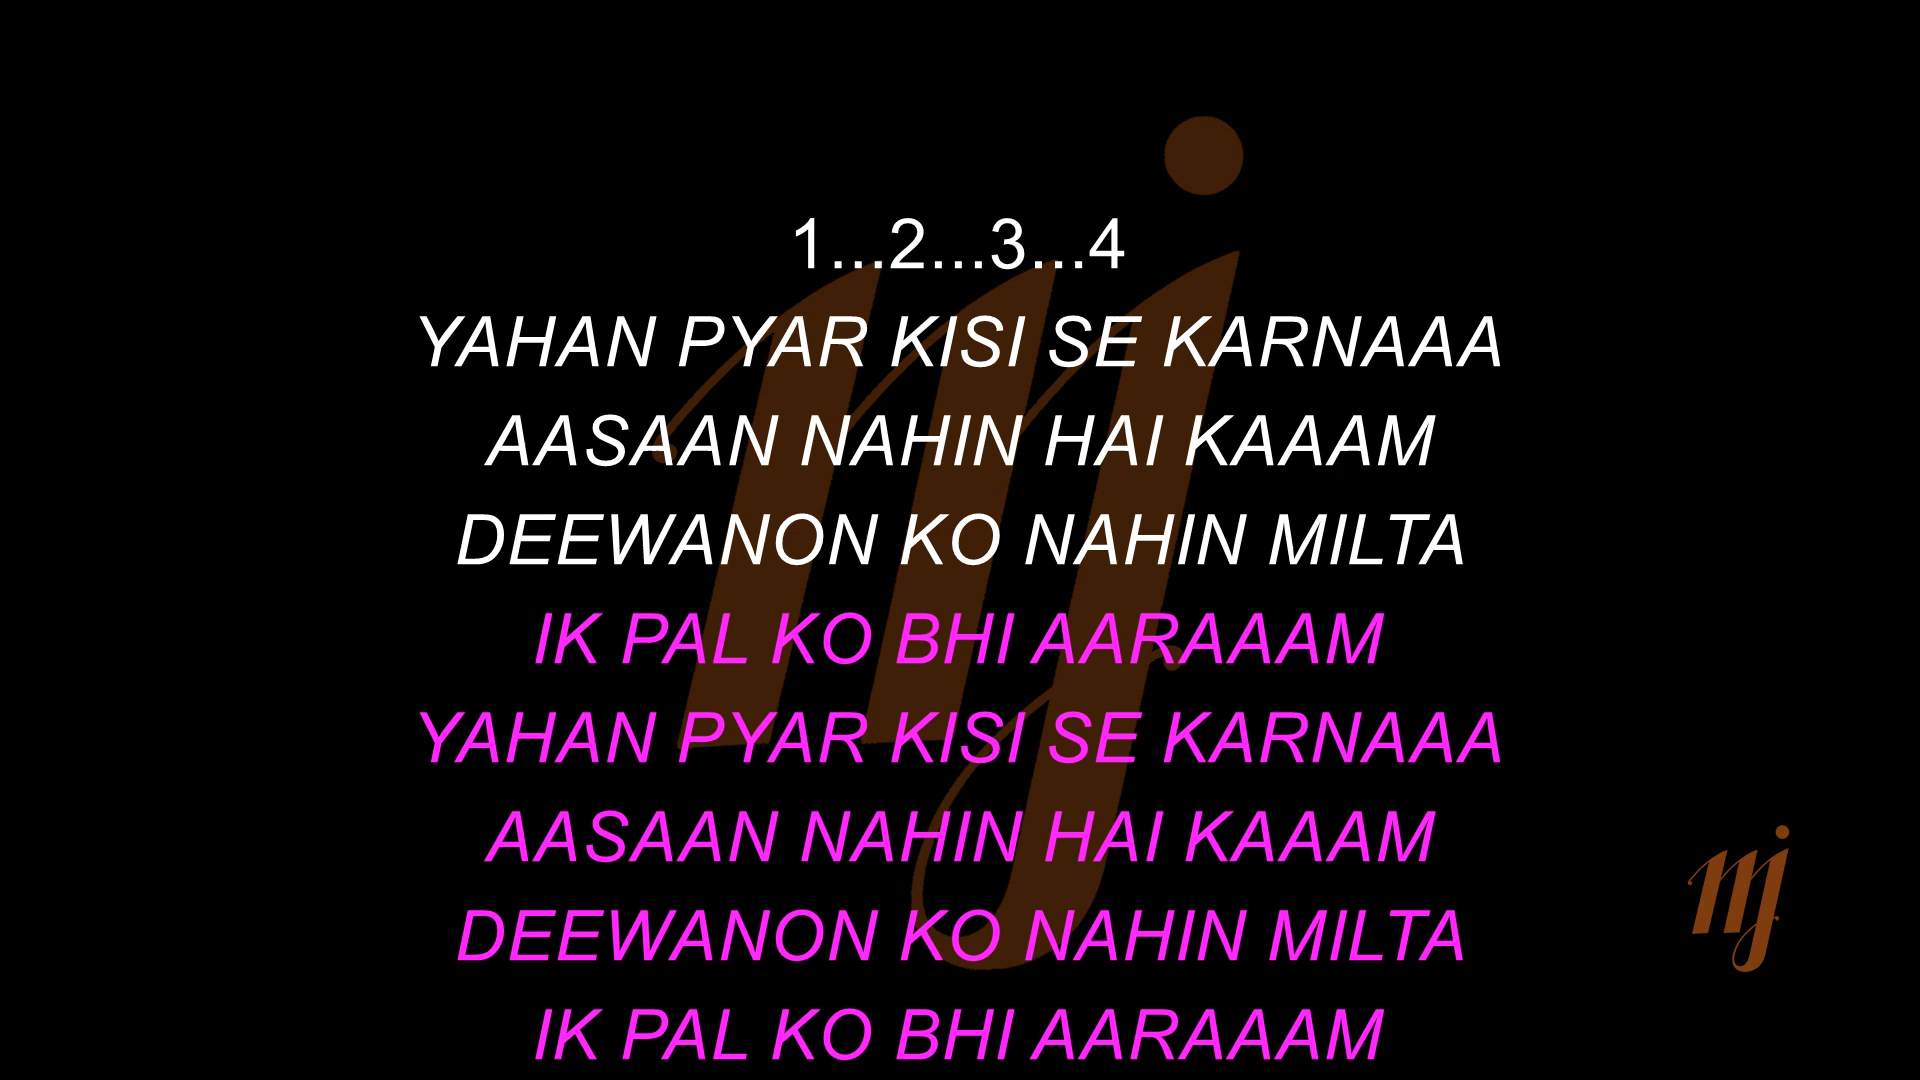 1...2...3...4
YAHAN PYAR KISI SE KARNAAA
AASAAN NAHIN HAI KAAAM
DEEWANON KO NAHIN MILTA
IK PAL KO BHI AARAAAM
YAHAN PYAR KISI SE KARNAAA
AASAAN NAHIN HAI KAAAM
DEEWANON KO NAHIN MILTA
IK PAL KO BHI AARAAAM
mj